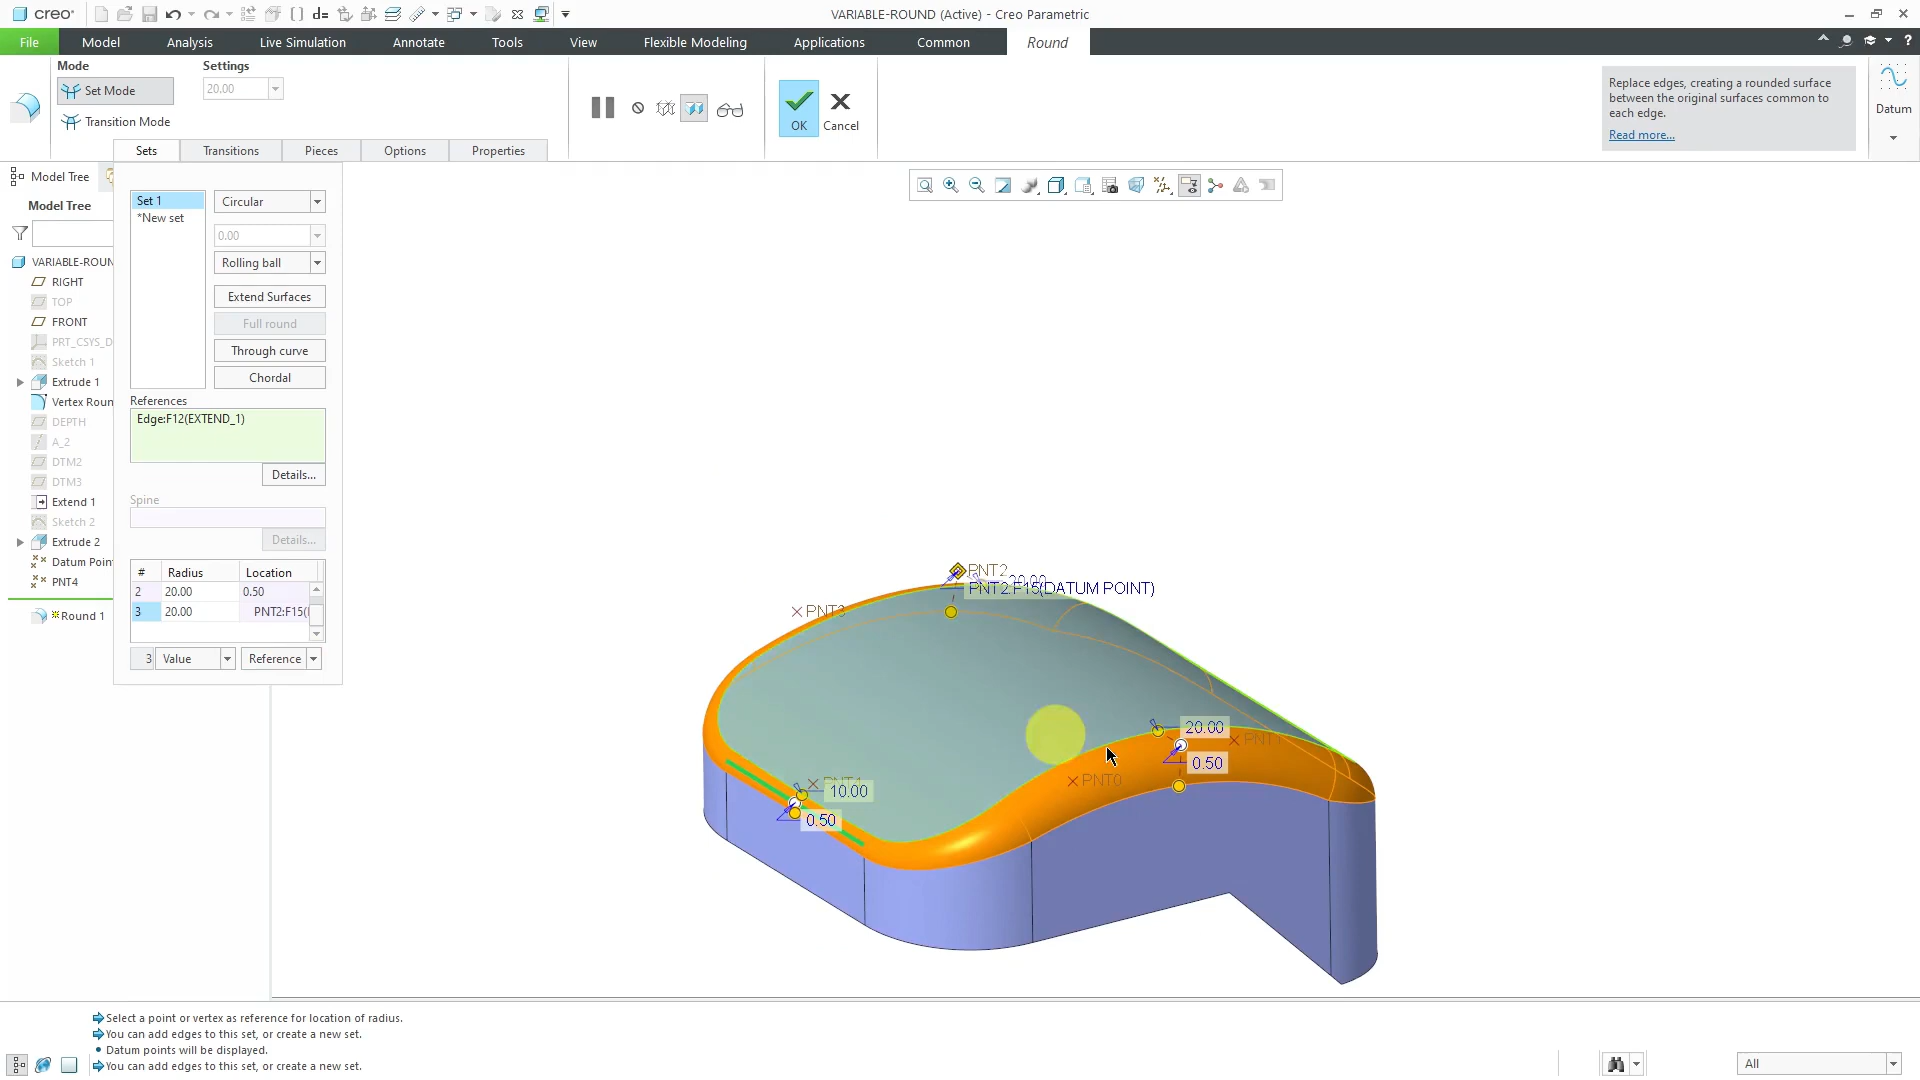 creo
VARIABLE-ROUND (Active) - Creo Parametric
File
Model
Analysis
Live Simulation
Annotate
Tools
View
Flexible Modeling
Applications
Common
Round
Mode
Set Mode
Transition Mode
Settings
20.00
OK
Cancel
Replace edges, creating a rounded surface
between the original surfaces common to
each edge.
Read more...
Datum
Sets
Transitions
Pieces
Options
Properties
Model Tree
Model Tree
VARIABLE-ROUN
RIGHT
TOP
FRONT
PRT_CSYS_D
Sketch 1
Extrude 1
Vertex Roun
DEPTH
A_2
DTM2
DTM3
Extend 1
Sketch 2
Extrude 2
Datum Poin
PNT4
Round 1
Set 1
*New set
Circular
0.00
Rolling ball
Extend Surfaces
Full round
Through curve
Chordal
References
Edge:F12(EXTEND_1)
Details...
Spine
Details...
# Radius Location
2 20.00 0.50
3 20.00 PNT2:F15(
3 Value Reference
PNT2
20.00
PNT2:F15(DATUM POINT)
PNT3
20.00
PNT1
0.50
PNT0
PNT4
10.00
0.50
Select a point or vertex as reference for location of radius.
You can add edges to this set, or create a new set.
Datum points will be displayed.
You can add edges to this set, or create a new set.
All